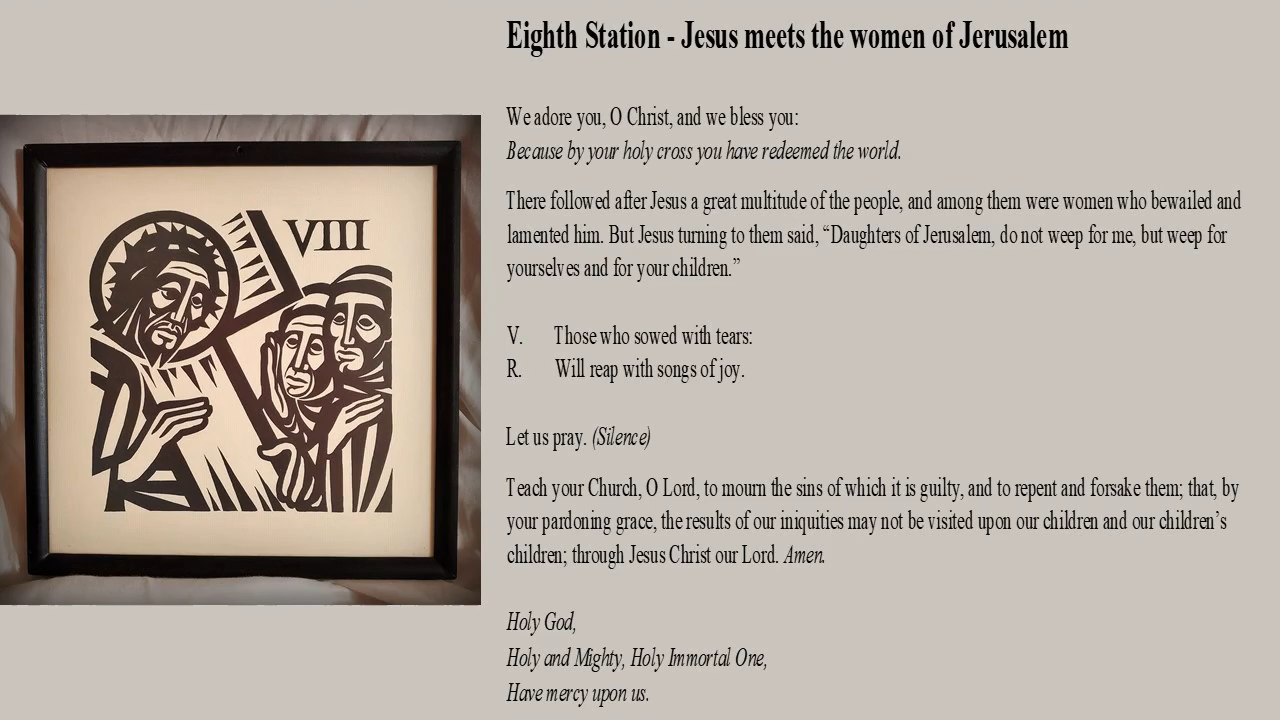 Eighth Station - Jesus meets the women of Jerusalem
VIII
We adore you, O Christ, and we bless you:
Because by your holy cross you have redeemed the world.
There followed after Jesus a great multitude of the people, and among them were women who bewailed and
lamented him. But Jesus turning to them said, “Daughters of Jerusalem, do not weep for me, but weep for
yourselves and for your children.”
V. Those who sowed with tears:
R. Will reap with songs of joy.
Let us pray. (Silence)
Teach your Church, O Lord, to mourn the sins of which it is guilty, and to repent and forsake them; that, by
your pardoning grace, the results of our iniquities may not be visited upon our children and our children’s
children; through Jesus Christ our Lord. Amen.
Holy God,
Holy and Mighty, Holy Immortal One,
Have mercy upon us.